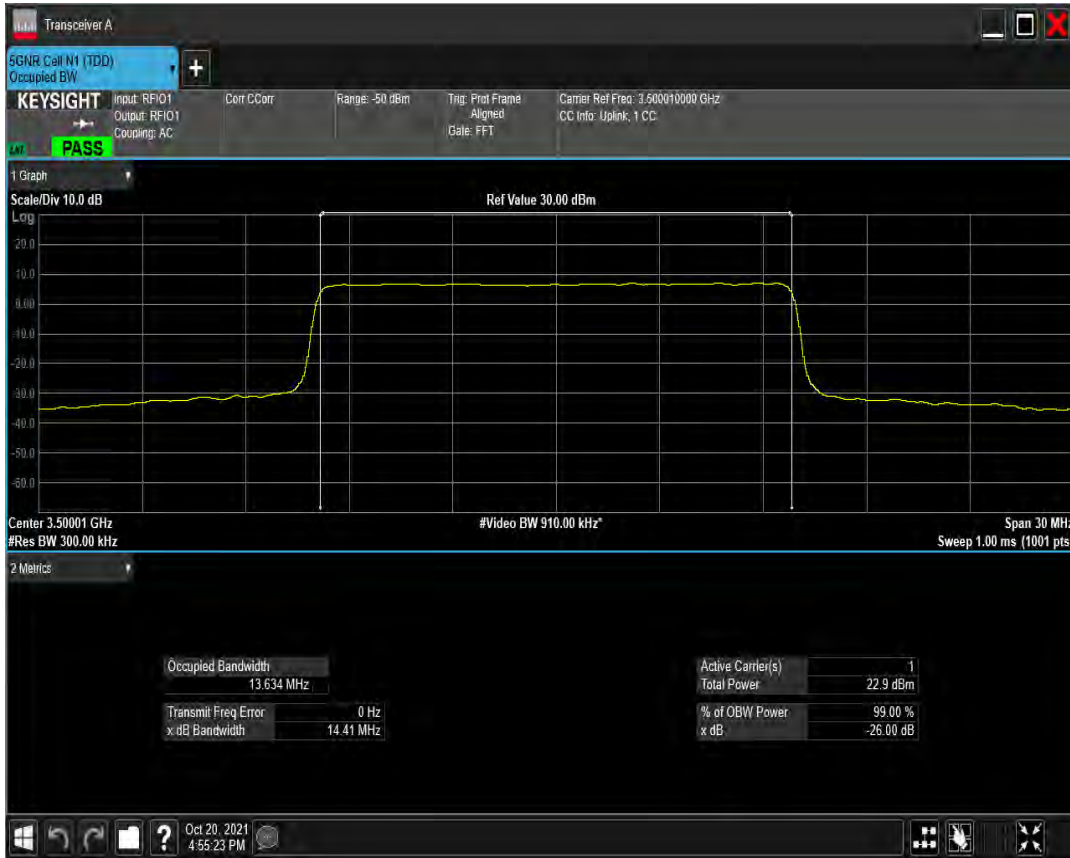 Transceiver A
5GNR Cell N1 (TDD)
Occupied BW
+
KEYSIGHT
PASS
Input: RFIO1
Output: RFIO1
Coupling: AC
Corr CCorr
Range: -50 dBm
Trig: Prot Frame
Aligned
Gate: FFT
Carrier Ref Freq: 3.500010000 GHz
CC Info: Uplink, 1 CC
1 Graph
Scale/Div 10.0 dB
Ref Value 30.00 dBm
Log
20.0
10.0
0.00
-10.0
-20.0
-30.0
-40.0
-50.0
-60.0
Center 3.50001 GHz
#Video BW 910.00 kHz*
Span 30 MHz
#Res BW 300.00 kHz
Sweep 1.00 ms (1001 pts
2 Metrics
Occupied Bandwidth
13.634 MHz
Transmit Freq Error 0 Hz
x dB Bandwidth 14.41 MHz
Active Carrier(s) 1
Total Power 22.9 dBm
% of OBW Power 99.00 %
x dB -26.00 dB
?
Oct 20, 2021
4:55:23 PM